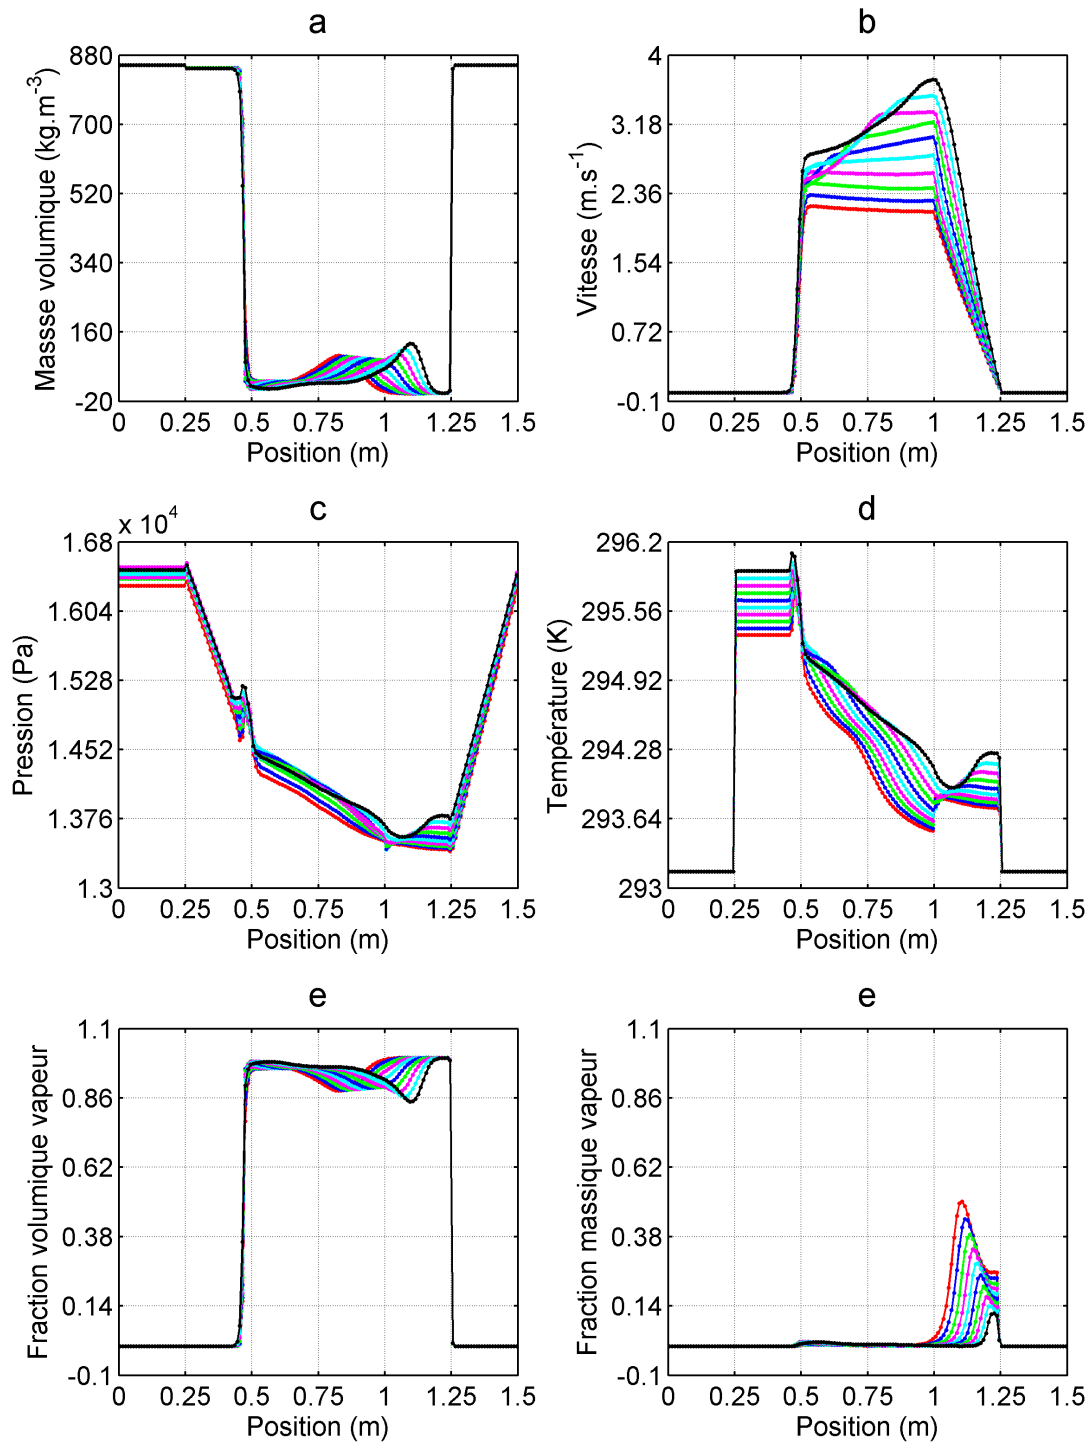 a
880
700
520
340
160
-20
Massse volumique (kg.m-3)
0 0.25 0.5 0.75 1 1.25 1.5
Position (m)
b
4
3.18
2.36
1.54
0.72
-0.1
Vitesse (m.s-1)
0 0.25 0.5 0.75 1 1.25 1.5
Position (m)
c
x 10^4
1.68
1.604
1.528
1.452
1.376
1.3
Pression (Pa)
0 0.25 0.5 0.75 1 1.25 1.5
Position (m)
d
296.2
295.56
294.92
294.28
293.64
293
Température (K)
0 0.25 0.5 0.75 1 1.25 1.5
Position (m)
e
1.1
0.86
0.62
0.38
0.14
-0.1
Fraction volumique vapeur
0 0.25 0.5 0.75 1 1.25 1.5
Position (m)
e
1.1
0.86
0.62
0.38
0.14
-0.1
Fraction massique vapeur
0 0.25 0.5 0.75 1 1.25 1.5
Position (m)